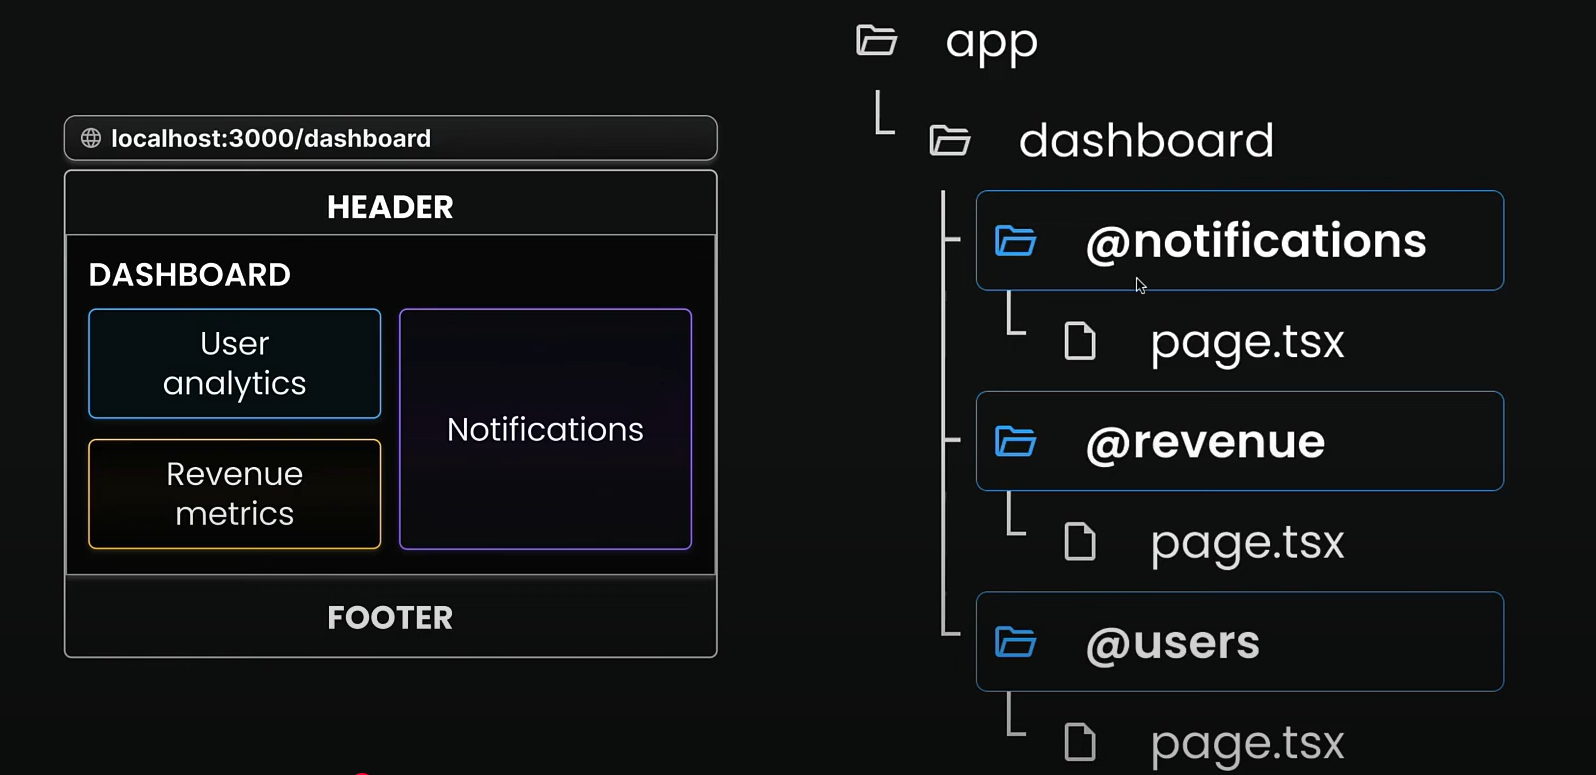 localhost:3000/dashboard
HEADER
DASHBOARD
User
analytics
Revenue
metrics
Notifications
FOOTER
app
dashboard
@notifications
page.tsx
@revenue
page.tsx
@users
page.tsx